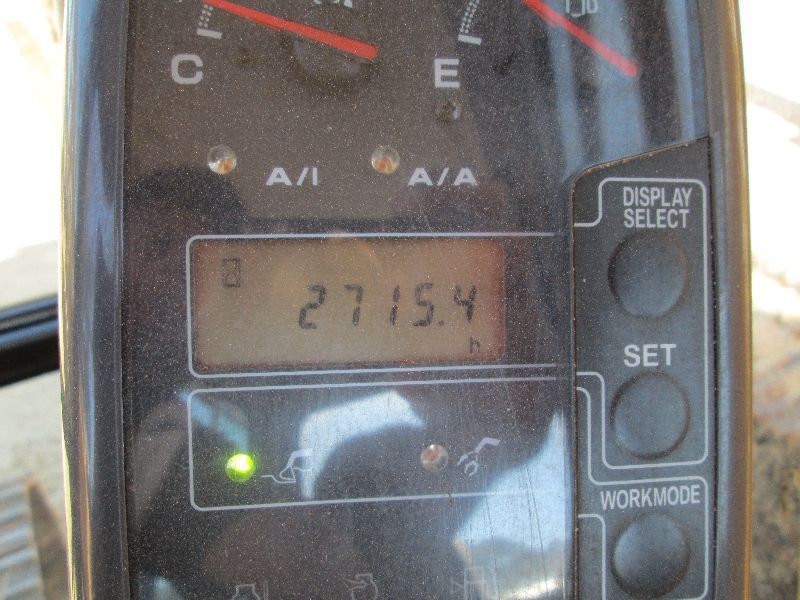 C
E
A/I
A/A
DISPLAY
SELECT
2715.4
h
SET
WORKMODE